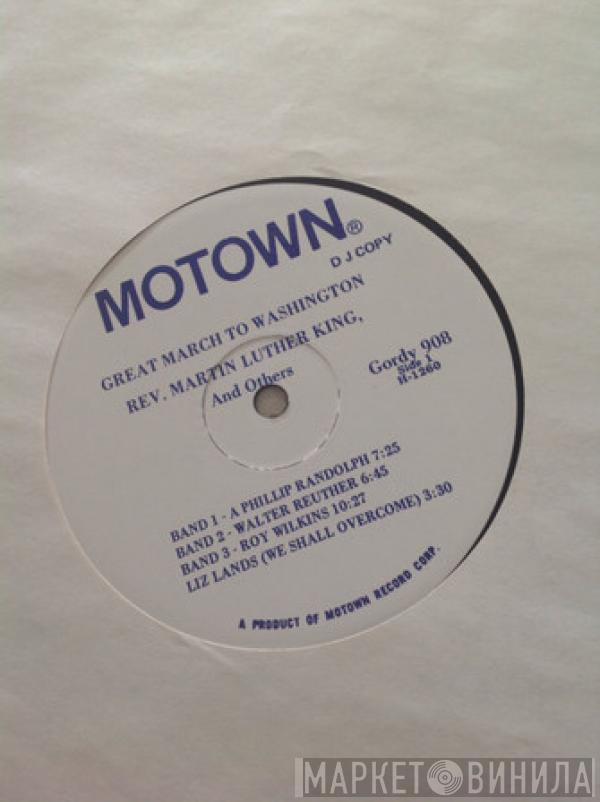 MOTOWN®
D J COPY
GREAT MARCH TO WASHINGTON
REV. MARTIN LUTHER KING,
And Others
Gordy 908
Side 1
H-1260
BAND 1 - A PHILLIP RANDOLPH 7:25
BAND 2 - WALTER REUTHER 6:45
BAND 3 - ROY WILKINS 10:27
LIZ LANDS (WE SHALL OVERCOME) 3:30
A PRODUCT OF MOTOWN RECORD CORP.
МАРКЕТ ВИНИЛА